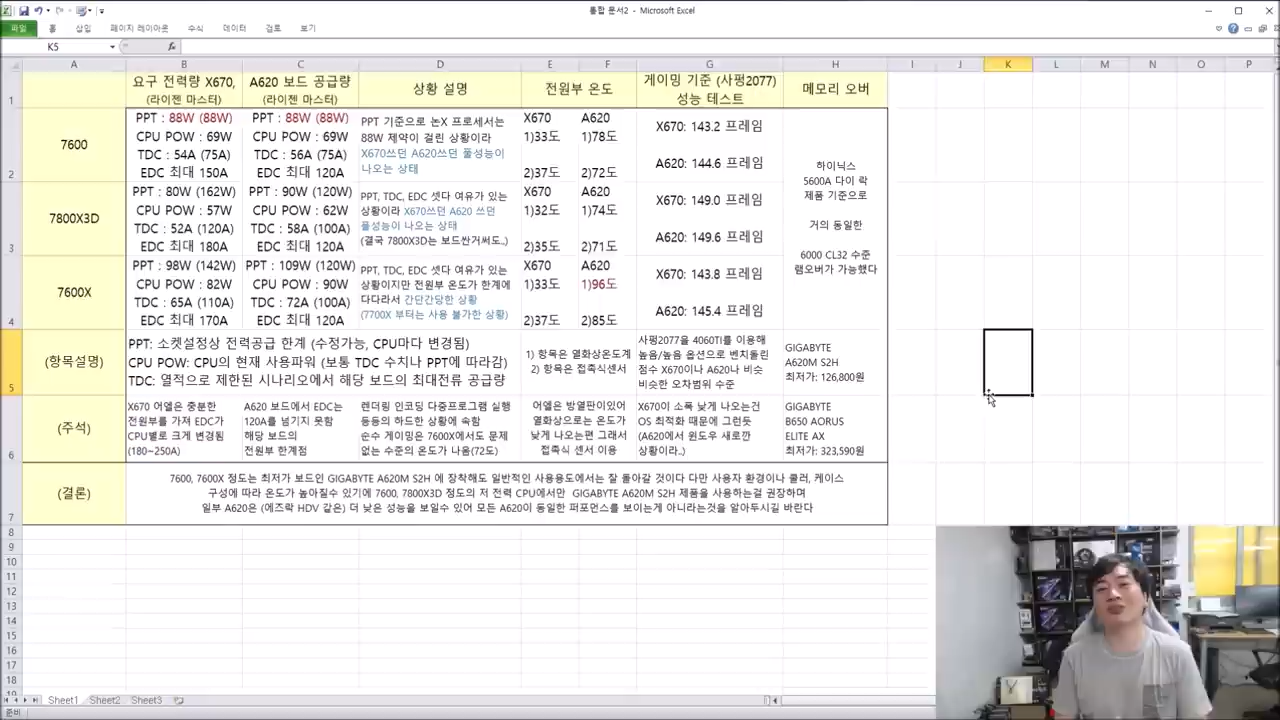 통합 문서2 - Microsoft Excel
파일 홈 삽입 페이지 레이아웃 수식 데이터 검토 보기
K5 fx
A B C D E F G H I J K L M N O P
1
요구 전력량 X670,
(라이젠 마스터)
A620 보드 공급량
(라이젠 마스터)
상황 설명
전원부 온도
게이밍 기준 (사펑2077)
성능 테스트
메모리 오버
2
7600
PPT : 88W (88W)
CPU POW : 69W
TDC : 54A (75A)
EDC 최대 150A
PPT : 88W (88W)
CPU POW : 69W
TDC : 56A (75A)
EDC 최대 120A
PPT 기준으로 논X 프로세서는
88W 제약이 걸린 상황이라
X670쓰던 A620쓰던 풀성능이
나오는 상태
X670
1)33도
2)37도
A620
1)78도
2)72도
X670: 143.2 프레임
A620: 144.6 프레임
하이닉스
5600A 다이 락
제품 기준으로
거의 동일한
6000 CL32 수준
램오버가 가능했다
3
7800X3D
PPT : 80W (162W)
CPU POW : 57W
TDC : 52A (120A)
EDC 최대 180A
PPT : 90W (120W)
CPU POW : 62W
TDC : 58A (100A)
EDC 최대 120A
PPT, TDC, EDC 셋다 여유가 있는
상황이라 X670쓰던 A620 쓰던
풀성능이 나오는 상태
(결국 7800X3D는 보드싼거써도..)
X670
1)32도
2)35도
A620
1)74도
2)71도
X670: 149.0 프레임
A620: 149.6 프레임
4
7600X
PPT : 98W (142W)
CPU POW : 82W
TDC : 65A (110A)
EDC 최대 170A
PPT : 109W (120W)
CPU POW : 90W
TDC : 72A (100A)
EDC 최대 120A
PPT, TDC, EDC 셋다 여유가 있는
상황이지만 전원부 온도가 한계에
다다라서 간단간당한 상황
(7700X 부터는 사용 불가한 상황)
X670
1)33도
2)37도
A620
1)96도
2)85도
X670: 143.8 프레임
A620: 145.4 프레임
5
(항목설명)
PPT: 소켓설정상 전력공급 한계 (수정가능, CPU마다 변경됨)
CPU POW: CPU의 현재 사용파워 (보통 TDC 수치나 PPT에 따라감)
TDC: 열적으로 제한된 시나리오에서 해당 보드의 최대전류 공급량
1) 항목은 열화상온도계
2) 항목은 접촉식센서
사펑2077을 4060TI를 이용해
높음/높음 옵션으로 벤치돌린
점수 X670이나 A620나 비슷
비슷한 오차범위 수준
GIGABYTE
A620M S2H
최저가: 126,800원
6
(주석)
X670 어엘은 충분한
전원부를 가져 EDC가
CPU별로 크게 변경됨
(180~250A)
A620 보드에서 EDC는
120A를 넘기지 못함
해당 보드의
전원부 한계점
렌더링 인코딩 다중프로그램 실행
등등의 하드한 상황에 속함
순수 게이밍은 7600X에서도 문제
없는 수준의 온도가 나옴(72도)
어엘은 방열판이있어
열화상으로는 온도가
낮게 나오는편 그래서
접촉식 센서 이용
X670이 소폭 낮게 나오는건
OS 최적화 때문에 그런듯
(A620에서 윈도우 새로깐
상황이라..)
GIGABYTE
B650 AORUS
ELITE AX
최저가: 323,590원
7
(결론)
7600, 7600X 정도는 최저가 보드인 GIGABYTE A620M S2H 에 장착해도 일반적인 사용용도에서는 잘 돌아갈 것이다 다만 사용자 환경이나 쿨러, 케이스
구성에 따라 온도가 높아질수 있기에 7600, 7800X3D 정도의 저 전력 CPU에서만 GIGABYTE A620M S2H 제품을 사용하는걸 권장하며
일부 A620은 (에즈락 HDV 같은) 더 낮은 성능을 보일수 있어 모든 A620이 동일한 퍼포먼스를 보이는게 아니라는것을 알아두시길 바란다
8
9
10
11
12
13
14
15
16
17
18
19
Sheet1 Sheet2 Sheet3
준비